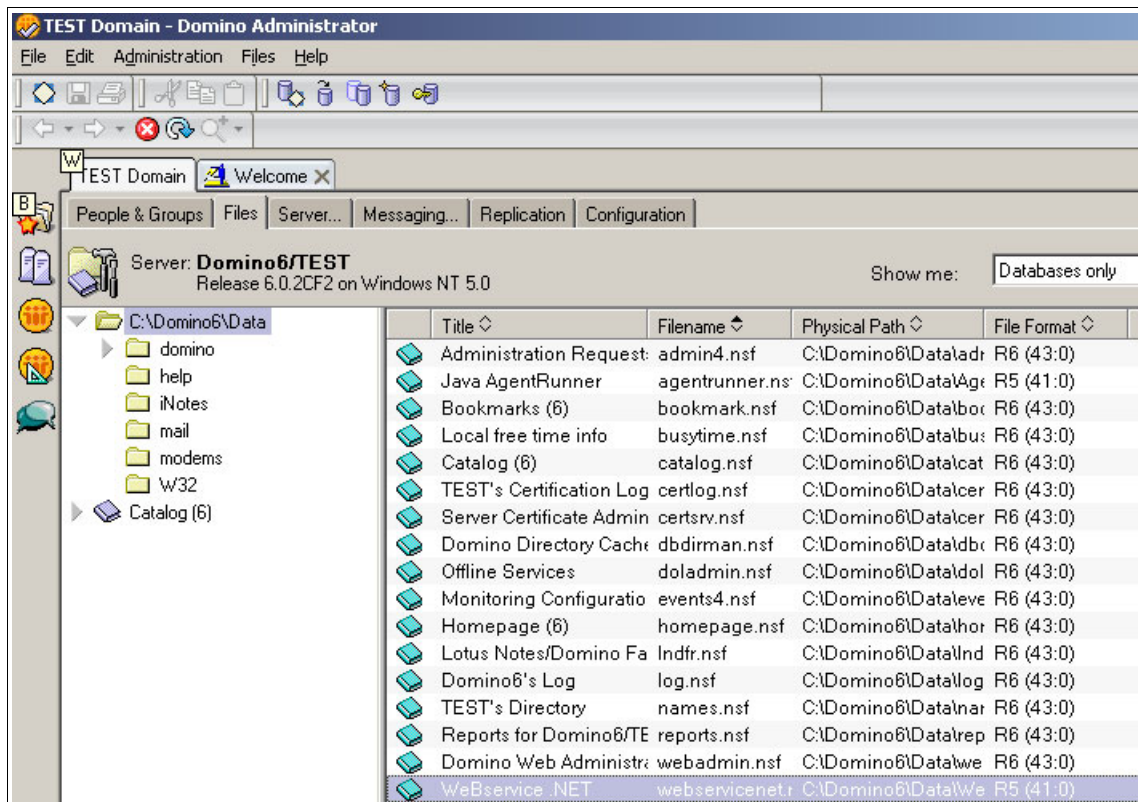 TEST Domain - Domino Administrator
File Edit Administration Files Help
W
TEST Domain Welcome
B
People & Groups Files Server... Messaging... Replication Configuration
Server: Domino6/TEST
Release 6.0.2CF2 on Windows NT 5.0
Show me: Databases only
C:\Domino6\Data
domino
help
iNotes
mail
modems
W32
Catalog (6)
Title Filename Physical Path File Format
Administration Request: admin4.nsf C:\Domino6\Data\adr R6 (43:0)
Java AgentRunner agentrunner.ns C:\Domino6\Data\Age R5 (41:0)
Bookmarks (6) bookmark.nsf C:\Domino6\Data\boo R6 (43:0)
Local free time info busytime.nsf C:\Domino6\Data\bus R6 (43:0)
Catalog (6) catalog.nsf C:\Domino6\Data\cat R6 (43:0)
TEST's Certification Log certlog.nsf C:\Domino6\Data\cer R6 (43:0)
Server Certificate Admin certsrv.nsf C:\Domino6\Data\cer R6 (43:0)
Domino Directory Cache dbdirman.nsf C:\Domino6\Data\dbc R6 (43:0)
Offline Services doladmin.nsf C:\Domino6\Data\dol R6 (43:0)
Monitoring Configuratio events4.nsf C:\Domino6\Data\eve R6 (43:0)
Homepage (6) homepage.nsf C:\Domino6\Data\hor R6 (43:0)
Lotus Notes/Domino Fa lndfr.nsf C:\Domino6\Data\lnd R6 (43:0)
Domino6's Log log.nsf C:\Domino6\Data\log R6 (43:0)
TEST's Directory names.nsf C:\Domino6\Data\nar R6 (43:0)
Reports for Domino6/TE reports.nsf C:\Domino6\Data\rep R6 (43:0)
Domino Web Administra webadmin.nsf C:\Domino6\Data\we R6 (43:0)
WeBservice .NET webservicenet.r C:\Domino6\Data\We R5 (41:0)